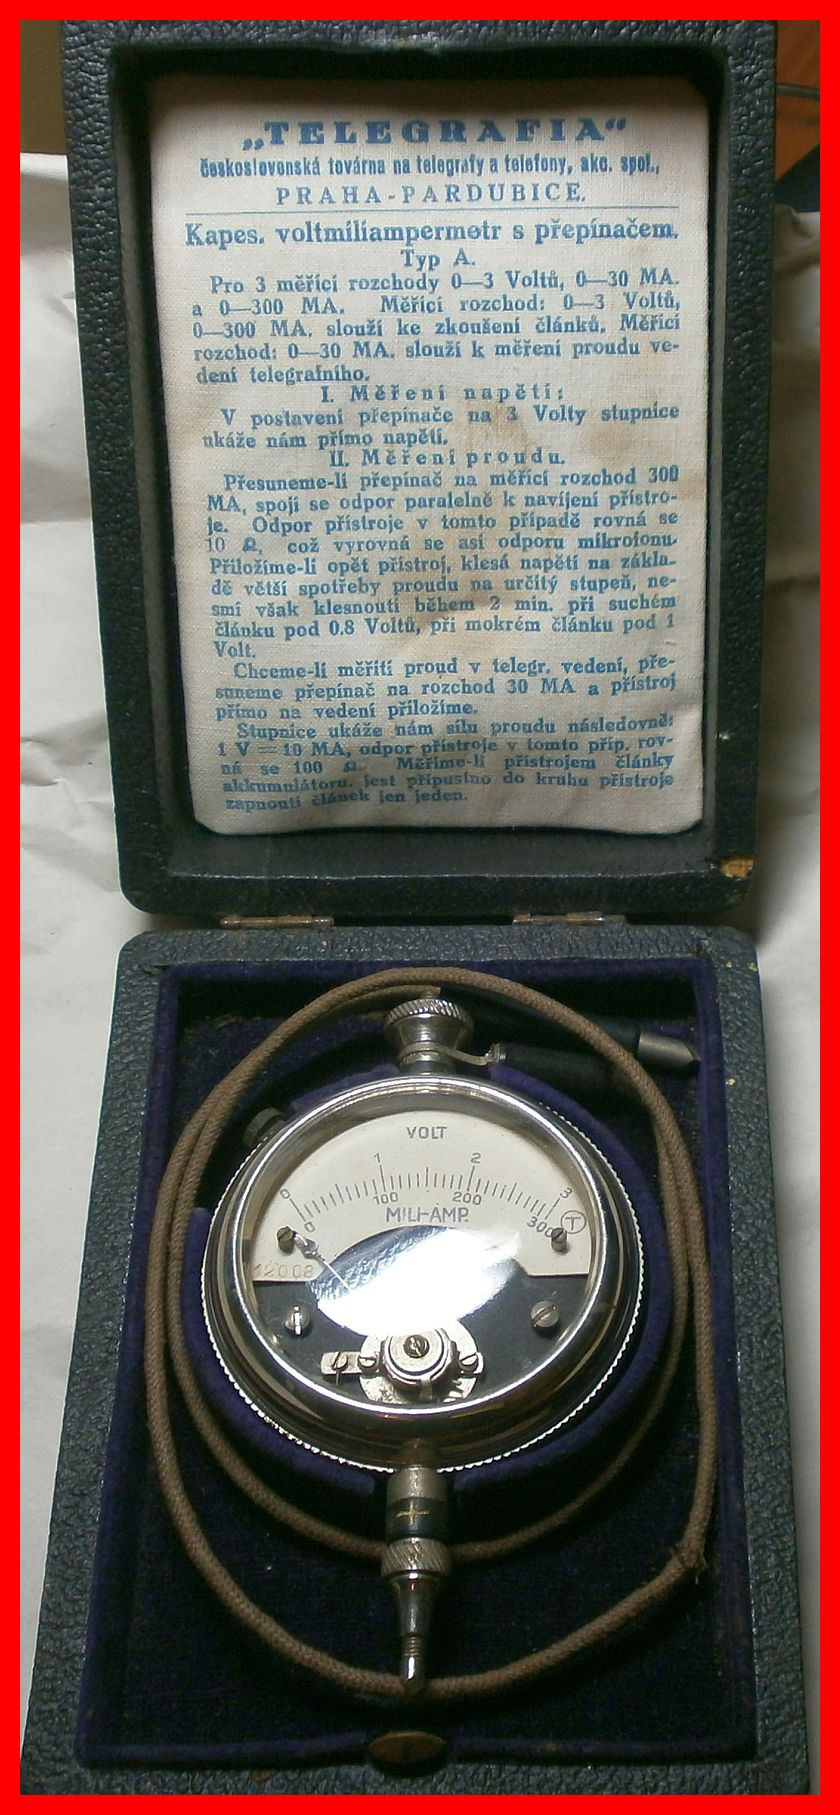 „TELEGRAFIA“
československá továrna na telegrafy a telefony, akc. spol.,
PRAHA-PARDUBICE.
Kapes. voltmiliampermetr s přepínačem.
Typ A.
Pro 3 měřící rozchody 0—3 Voltů, 0—30 MA.
a 0—300 MA. Měřící rozchod: 0—3 Voltů,
0—300 MA. slouží ke zkoušení článků. Měřící
rozchod: 0—30 MA. slouží k měření proudu ve-
dení telegrafního.
I. Měření napětí:
V postavení přepínače na 3 Volty stupnice
ukáže nám přímo napětí.
II. Měření proudu.
Přesuneme-li přepínač na měřící rozchod 300
MA, spojí se odpor paralelně k navíjení přístro-
je. Odpor přístroje v tomto případě rovná se
10 Ω, což vyrovná se asi odporu mikrofonu.
Přiložíme-li opět přístroj, klesá napětí na zákla-
dě větší spotřeby proudu na určitý stupeň, ne-
smí však klesnouti během 2 min. při suchém
článku pod 0.8 Voltů, při mokrém článku pod 1
Volt.
Chceme-li měřiti proud v telegr. vedení, pře-
suneme přepínač na rozchod 30 MA a přístroj
přímo na vedení přiložíme.
Stupnice ukáže nám sílu proudu následovně:
1 V = 10 MA, odpor přístroje v tomto příp. rov-
ná se 100 Ω. Měříme-li přístrojem články
akkumulátoru, jest přípustno do kruhu přístroje
zapnouti článek jen jeden.
VOLT
0 1 2 3
0 100 200 300
MILI-AMP.
T
42008
+